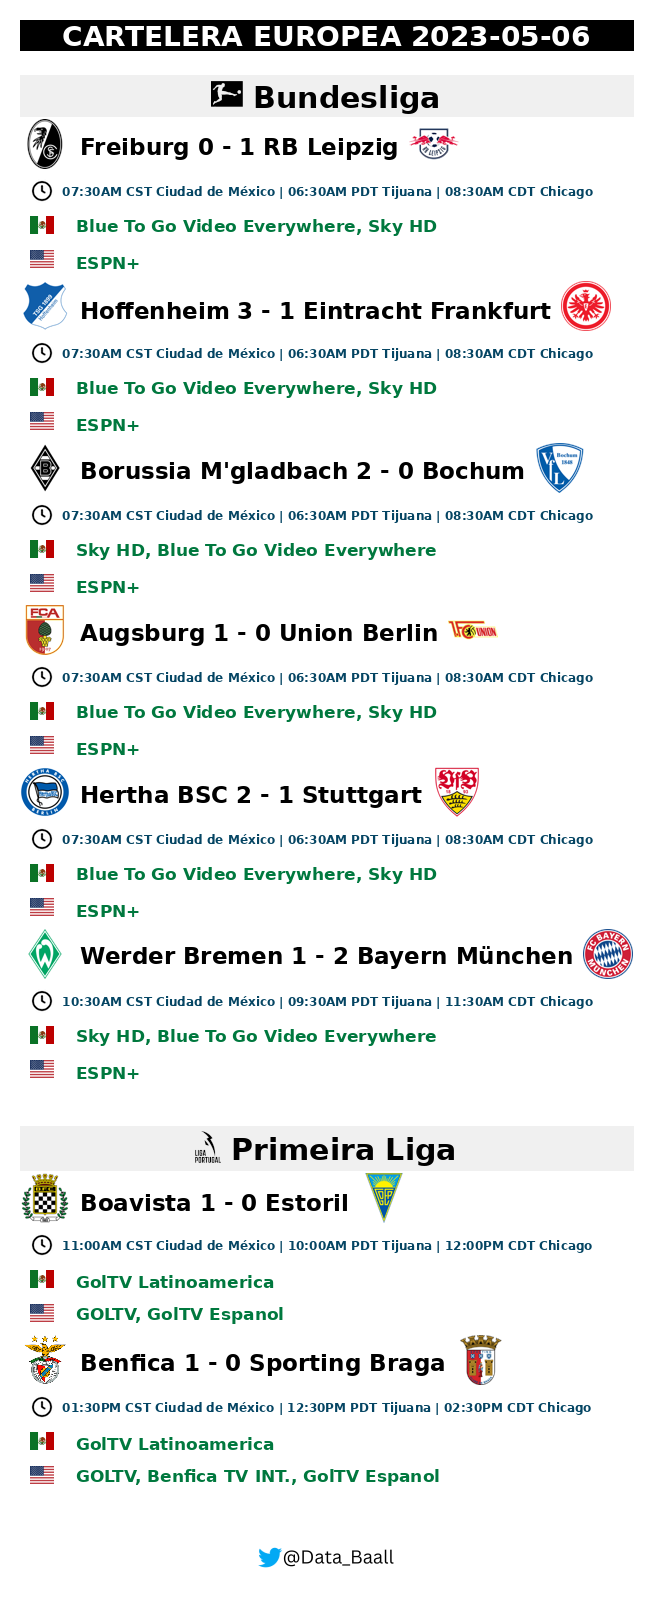 CARTELERA EUROPEA 2023-05-06
Bundesliga
Freiburg 0 - 1 RB Leipzig
07:30AM CST Ciudad de México | 06:30AM PDT Tijuana | 08:30AM CDT Chicago
Blue To Go Video Everywhere, Sky HD
ESPN+
Hoffenheim 3 - 1 Eintracht Frankfurt
07:30AM CST Ciudad de México | 06:30AM PDT Tijuana | 08:30AM CDT Chicago
Blue To Go Video Everywhere, Sky HD
ESPN+
Borussia M'gladbach 2 - 0 Bochum
07:30AM CST Ciudad de México | 06:30AM PDT Tijuana | 08:30AM CDT Chicago
Sky HD, Blue To Go Video Everywhere
ESPN+
Augsburg 1 - 0 Union Berlin
07:30AM CST Ciudad de México | 06:30AM PDT Tijuana | 08:30AM CDT Chicago
Blue To Go Video Everywhere, Sky HD
ESPN+
Hertha BSC 2 - 1 Stuttgart
07:30AM CST Ciudad de México | 06:30AM PDT Tijuana | 08:30AM CDT Chicago
Blue To Go Video Everywhere, Sky HD
ESPN+
Werder Bremen 1 - 2 Bayern München
10:30AM CST Ciudad de México | 09:30AM PDT Tijuana | 11:30AM CDT Chicago
Sky HD, Blue To Go Video Everywhere
ESPN+
LIGA PORTUGAL Primeira Liga
Boavista 1 - 0 Estoril
11:00AM CST Ciudad de México | 10:00AM PDT Tijuana | 12:00PM CDT Chicago
GolTV Latinoamerica
GOLTV, GolTV Espanol
Benfica 1 - 0 Sporting Braga
01:30PM CST Ciudad de México | 12:30PM PDT Tijuana | 02:30PM CDT Chicago
GolTV Latinoamerica
GOLTV, Benfica TV INT., GolTV Espanol
@Data_Baall